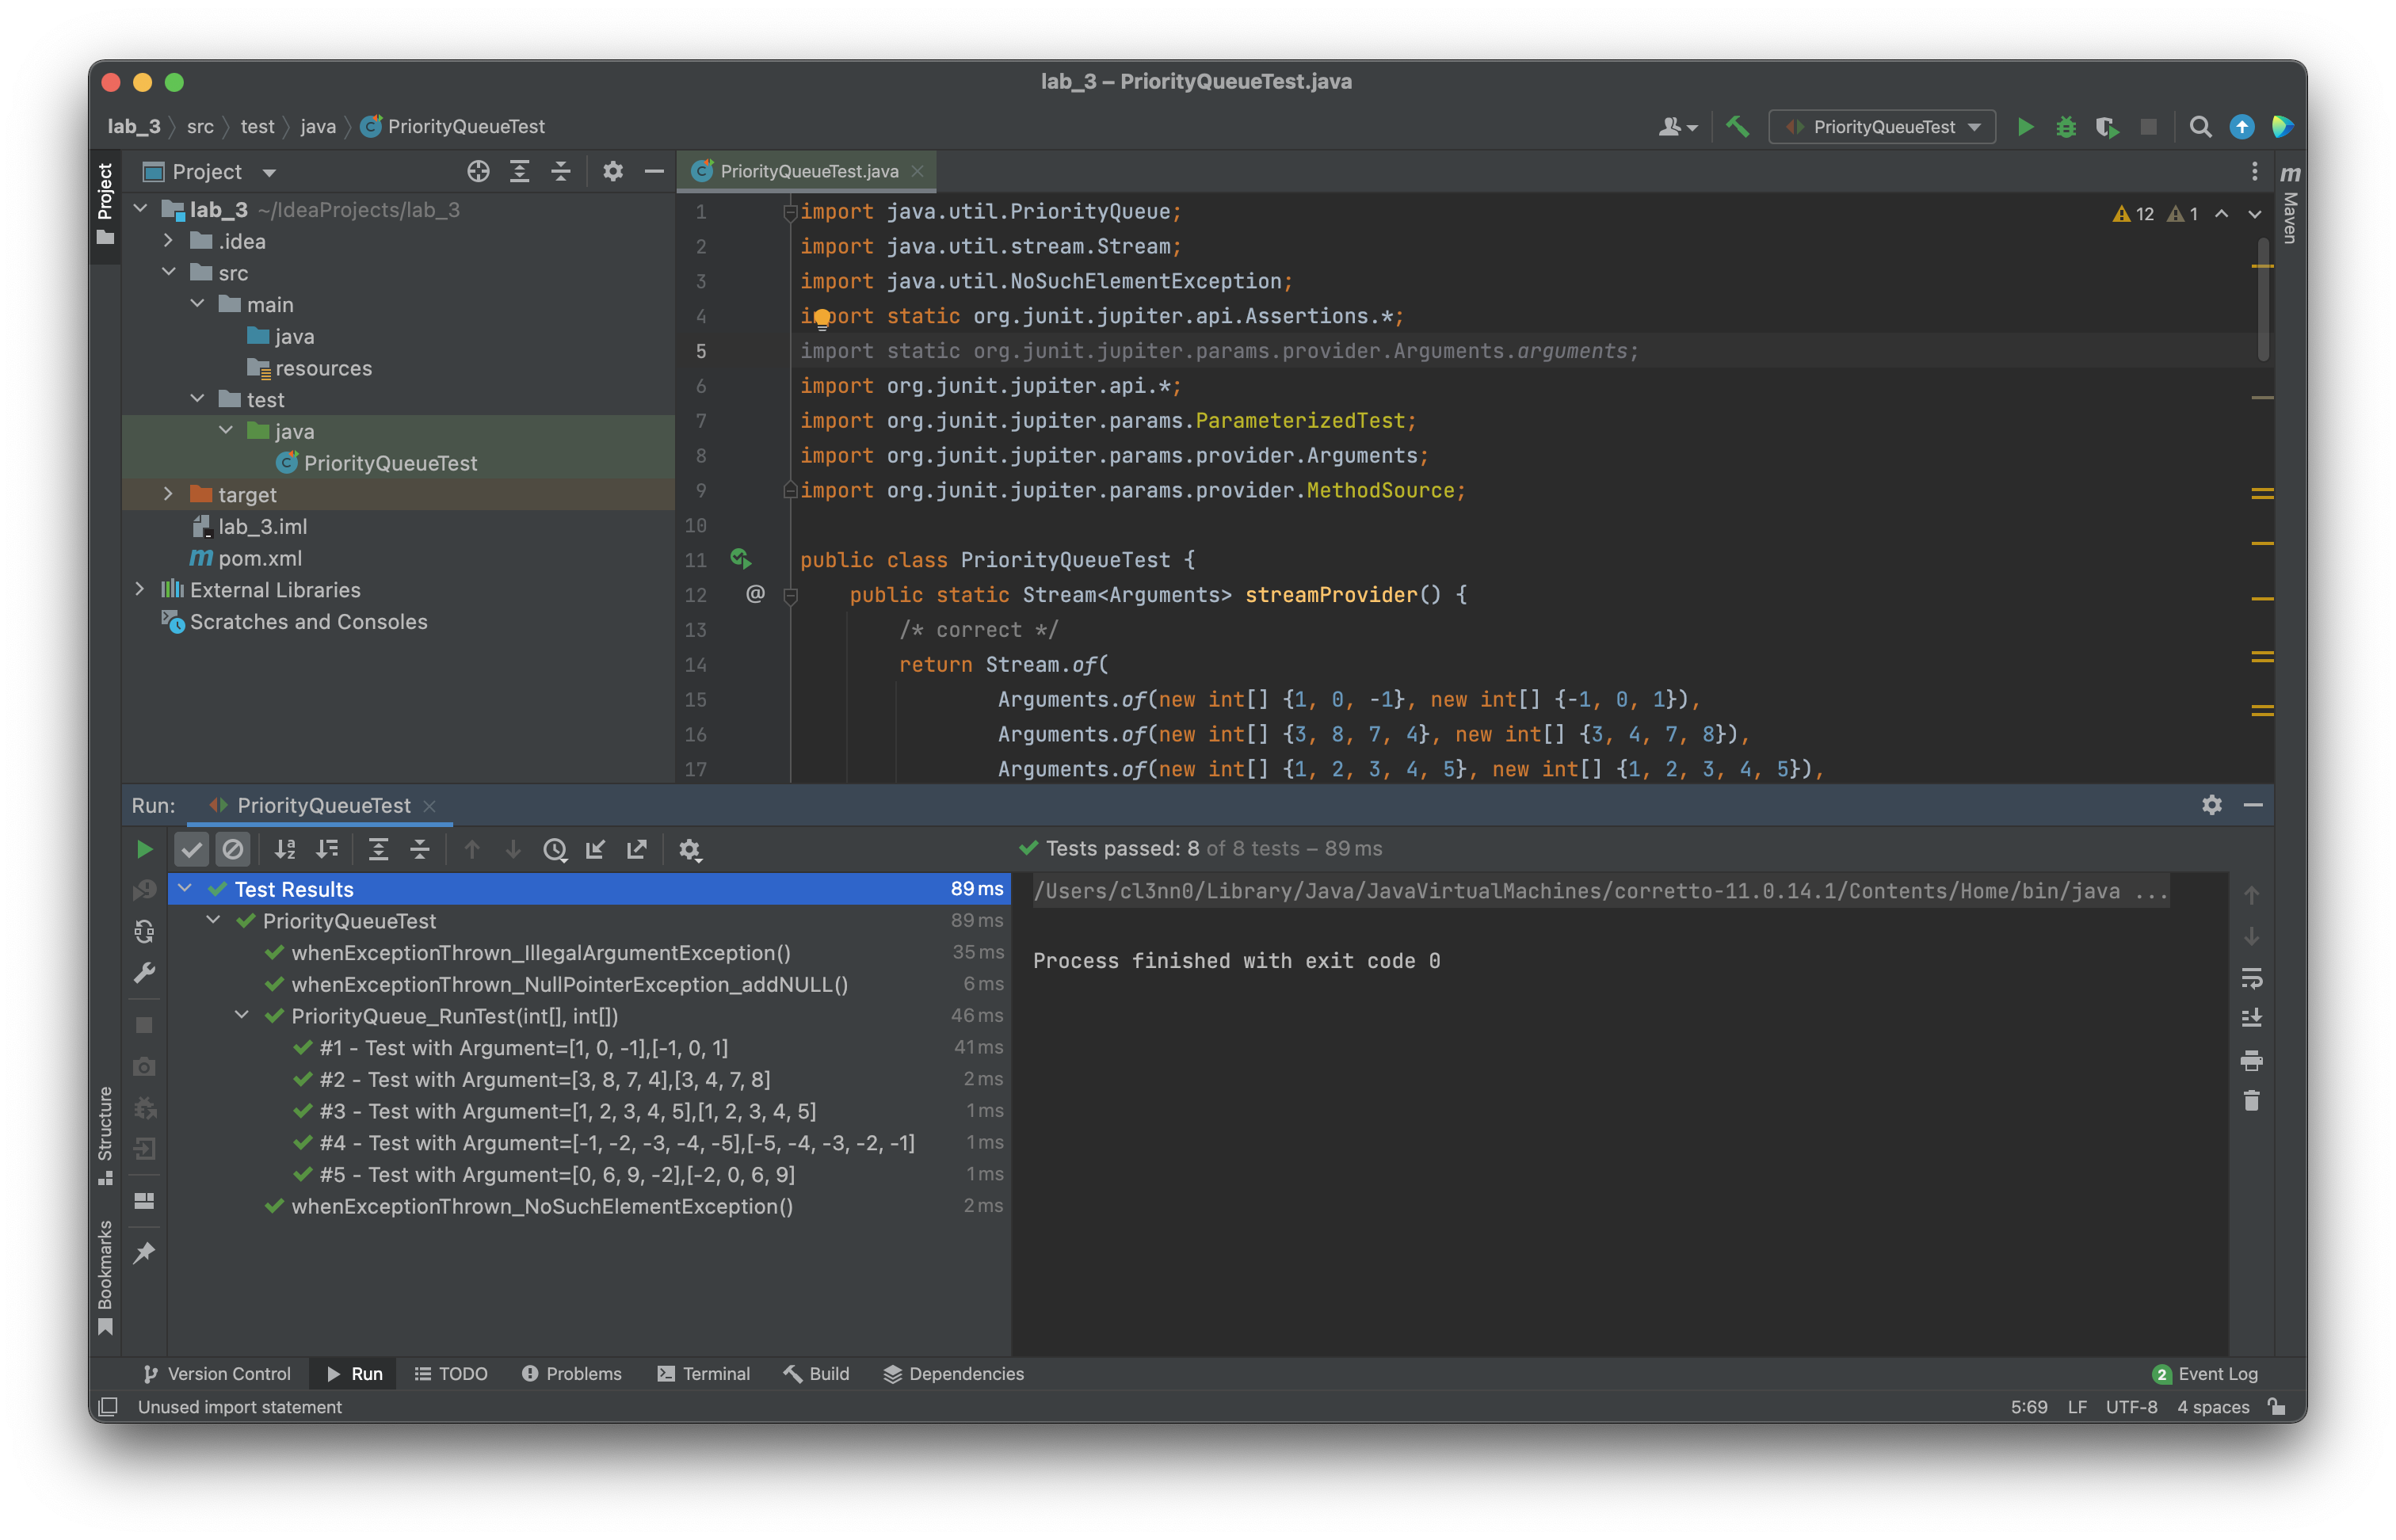 lab_3 – PriorityQueueTest.java
lab_3 src test java PriorityQueueTest
PriorityQueueTest
Project
Project
PriorityQueueTest.java
Maven
lab_3 ~/IdeaProjects/lab_3
.idea
src
main
java
resources
test
java
PriorityQueueTest
target
lab_3.iml
pom.xml
External Libraries
Scratches and Consoles
12 1
1 import java.util.PriorityQueue;
2 import java.util.stream.Stream;
3 import java.util.NoSuchElementException;
4 import static org.junit.jupiter.api.Assertions.*;
5 import static org.junit.jupiter.params.provider.Arguments.arguments;
6 import org.junit.jupiter.api.*;
7 import org.junit.jupiter.params.ParameterizedTest;
8 import org.junit.jupiter.params.provider.Arguments;
9 import org.junit.jupiter.params.provider.MethodSource;
10
11 public class PriorityQueueTest {
12 @ public static Stream<Arguments> streamProvider() {
13 /* correct */
14 return Stream.of(
15 Arguments.of(new int[] {1, 0, -1}, new int[] {-1, 0, 1}),
16 Arguments.of(new int[] {3, 8, 7, 4}, new int[] {3, 4, 7, 8}),
17 Arguments.of(new int[] {1, 2, 3, 4, 5}, new int[] {1, 2, 3, 4, 5}),
Run: PriorityQueueTest
Tests passed: 8 of 8 tests – 89 ms
Test Results 89 ms
PriorityQueueTest 89 ms
whenExceptionThrown_IllegalArgumentException() 35 ms
whenExceptionThrown_NullPointerException_addNULL() 6 ms
PriorityQueue_RunTest(int[], int[]) 46 ms
#1 - Test with Argument=[1, 0, -1],[-1, 0, 1] 41 ms
#2 - Test with Argument=[3, 8, 7, 4],[3, 4, 7, 8] 2 ms
#3 - Test with Argument=[1, 2, 3, 4, 5],[1, 2, 3, 4, 5] 1 ms
#4 - Test with Argument=[-1, -2, -3, -4, -5],[-5, -4, -3, -2, -1] 1 ms
#5 - Test with Argument=[0, 6, 9, -2],[-2, 0, 6, 9] 1 ms
whenExceptionThrown_NoSuchElementException() 2 ms
/Users/cl3nn0/Library/Java/JavaVirtualMachines/corretto-11.0.14.1/Contents/Home/bin/java ...
Process finished with exit code 0
Structure
Bookmarks
Version Control Run TODO Problems Terminal Build Dependencies 2 Event Log
Unused import statement 5:69 LF UTF-8 4 spaces